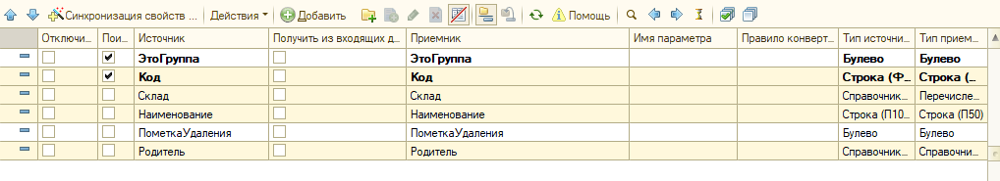 Синхронизация свойств ... Действия Добавить Помощь
Отключи... Пои... Источник Получить из входящих д... Приемник Имя параметра Правило конверт... Тип источни... Тип прием...
ЭтоГруппа ЭтоГруппа Булево Булево
Код Код Строка (Ф... Строка (...
Склад Склад Справочник... Перечисле...
Наименование Наименование Строка (П10... Строка (П50)
ПометкаУдаления ПометкаУдаления Булево Булево
Родитель Родитель Справочник... Справочни...